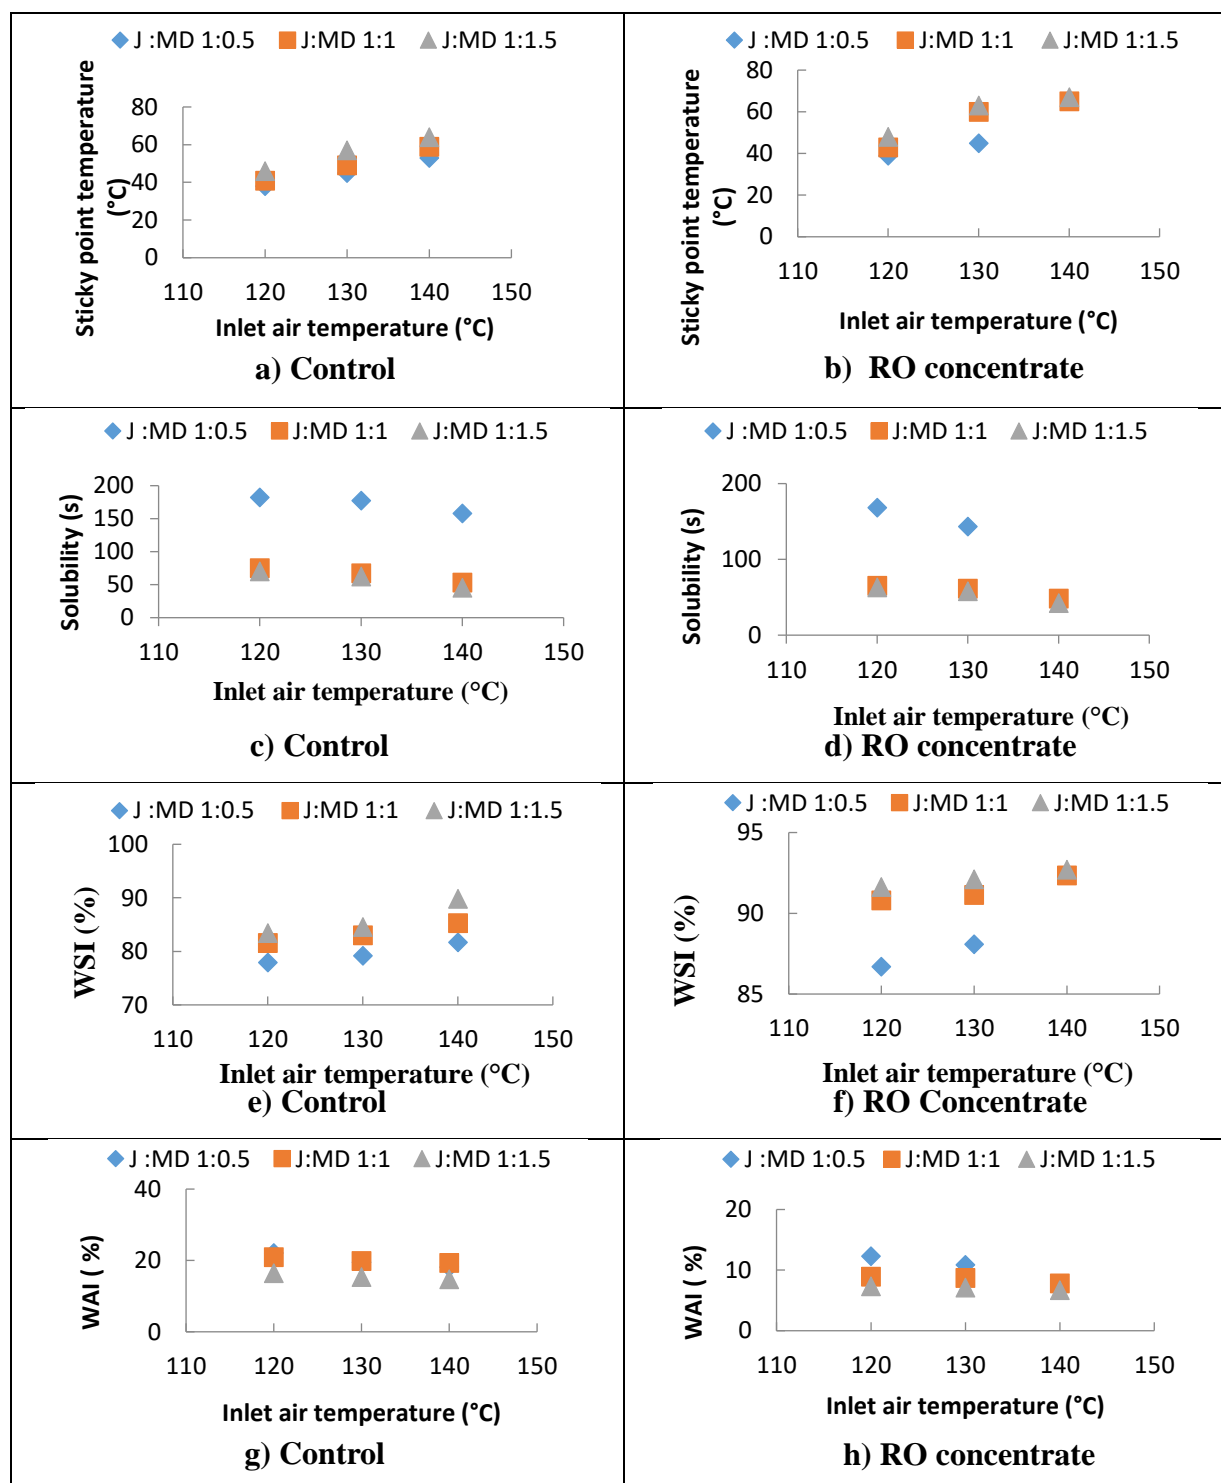 J :MD 1:0.5 J:MD 1:1 J:MD 1:1.5
Sticky point temperature
(°C)
80
60
40
20
0
110 120 130 140 150
Inlet air temperature (°C)
a) Control
J :MD 1:0.5 J:MD 1:1 J:MD 1:1.5
Sticky point temperature
(°C)
80
60
40
20
0
110 120 130 140 150
Inlet air temperature (°C)
b) RO concentrate
J :MD 1:0.5 J:MD 1:1 J:MD 1:1.5
Solubility (s)
200
150
100
50
0
110 120 130 140 150
Inlet air temperature (°C)
c) Control
J :MD 1:0.5 J:MD 1:1 J:MD 1:1.5
Solubility (s)
200
100
0
110 120 130 140 150
Inlet air temperature (°C)
d) RO concentrate
J :MD 1:0.5 J:MD 1:1 J:MD 1:1.5
WSI (%)
100
90
80
70
110 120 130 140 150
Inlet air temperature (°C)
e) Control
J :MD 1:0.5 J:MD 1:1 J:MD 1:1.5
WSI (%)
95
90
85
110 120 130 140 150
Inlet air temperature (°C)
f) RO Concentrate
J :MD 1:0.5 J:MD 1:1 J:MD 1:1.5
WAI ( %)
40
20
0
110 120 130 140 150
Inlet air temperature (°C)
g) Control
J :MD 1:0.5 J:MD 1:1 J:MD 1:1.5
WAI ( %)
20
10
0
110 120 130 140 150
Inlet air temperature (°C)
h) RO concentrate